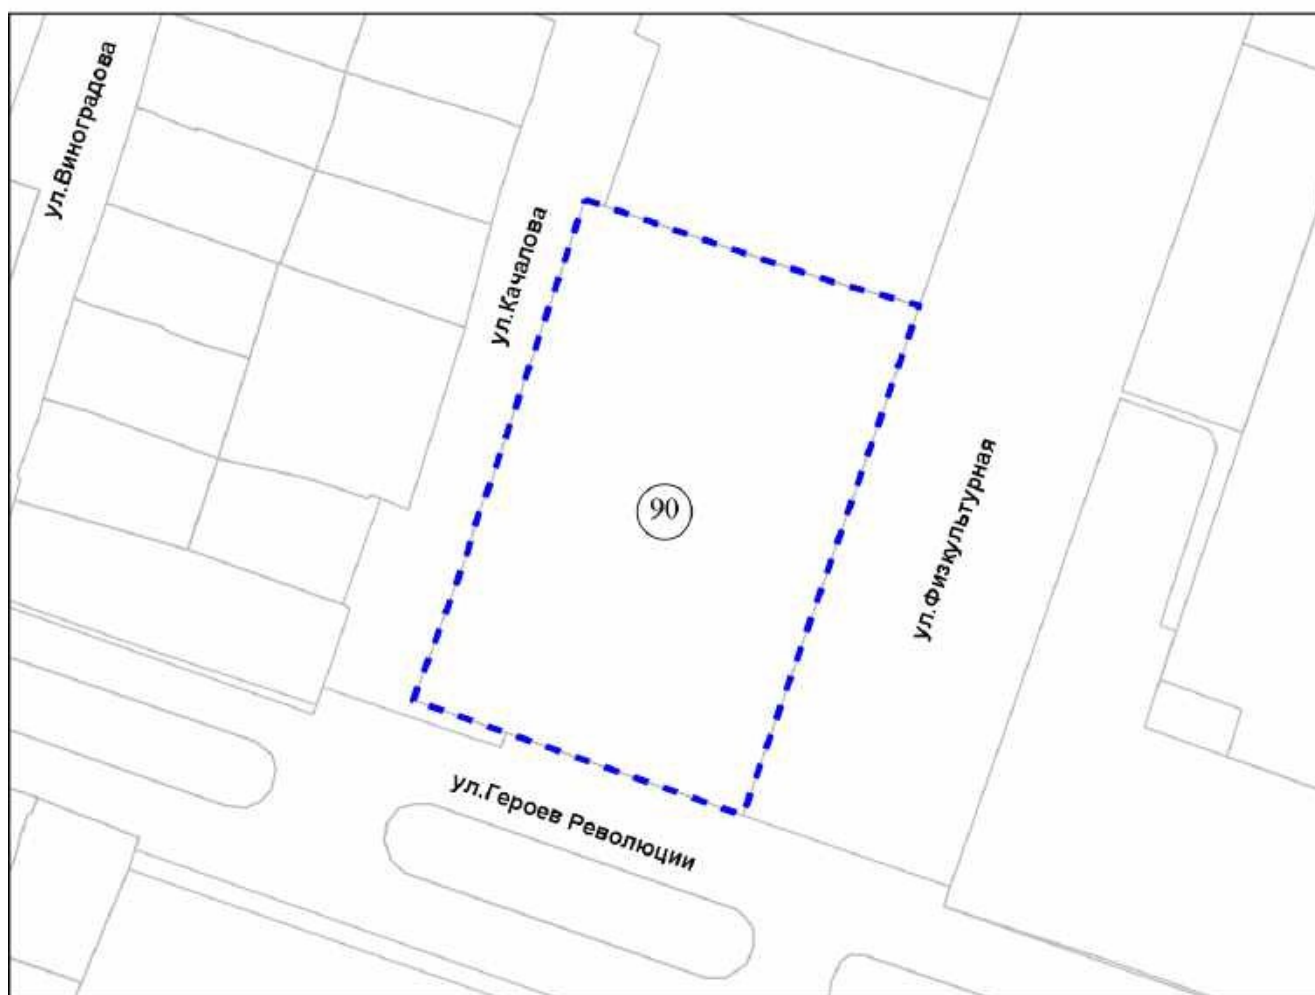 ул.Виноградова
ул.Качалова
90
ул.Физкультурная
ул.Героев Революции